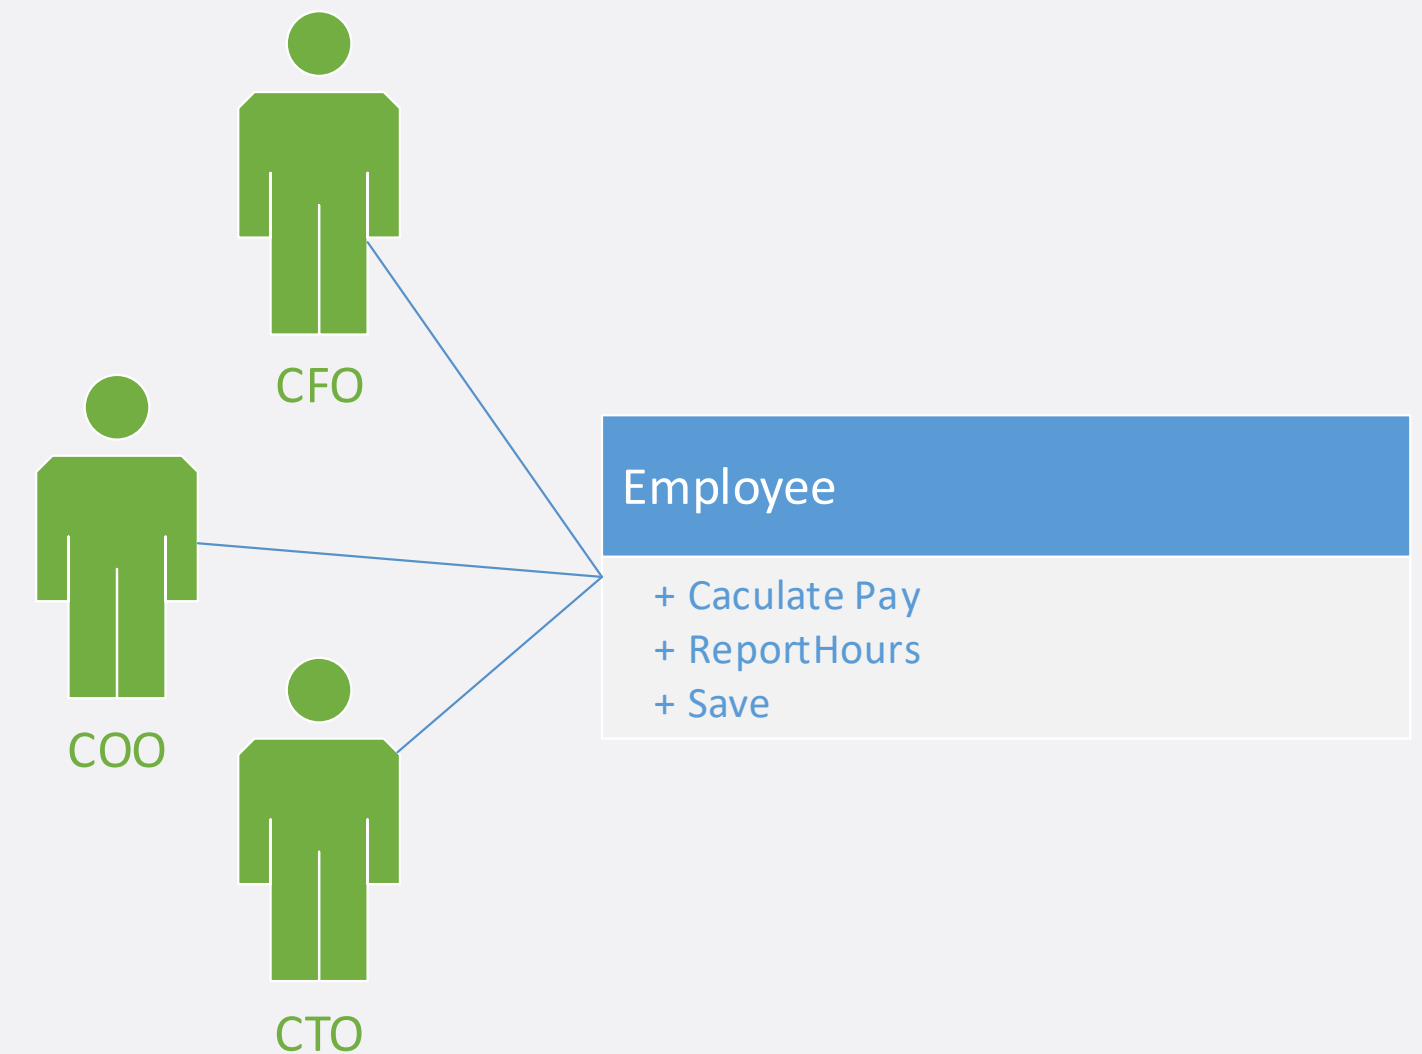 CFO
COO
CTO
Employee
+ Caculate Pay
+ ReportHours
+ Save